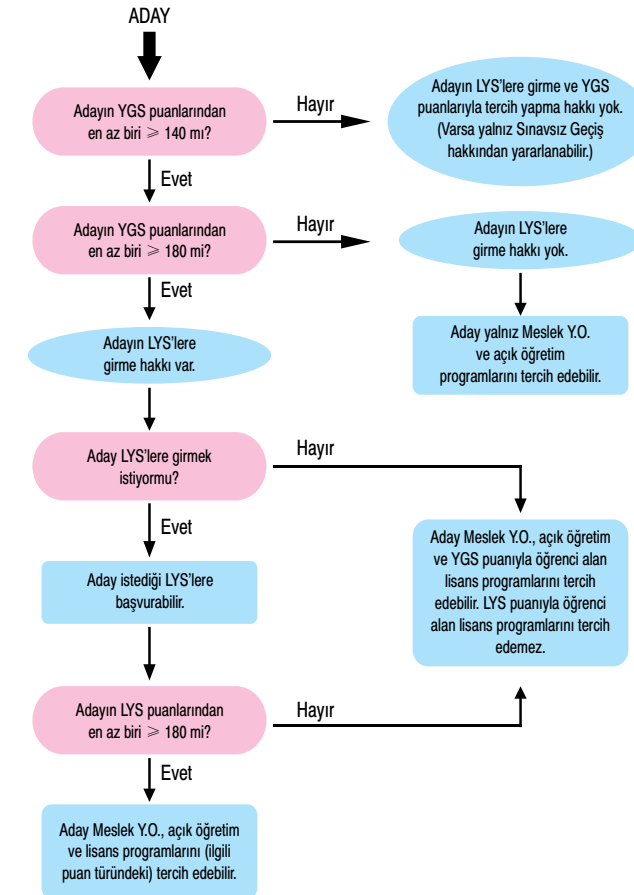 ADAY
Adayın YGS puanlarından
en az biri ⩾ 140 mı?
Hayır
Adayın LYS'lere girme ve YGS
puanlarıyla tercih yapma hakkı yok.
(Varsa yalnız Sınavsız Geçiş
hakkından yararlanabilir.)
Evet
Adayın YGS puanlarından
en az biri ⩾ 180 mi?
Hayır
Adayın LYS'lere
girme hakkı yok.
Evet
Aday yalnız Meslek Y.O.
ve açık öğretim
programlarını tercih edebilir.
Adayın LYS'lere
girme hakkı var.
Aday LYS'lere girmek
istiyormu?
Hayır
Evet
Aday Meslek Y.O., açık öğretim
ve YGS puanıyla öğrenci alan
lisans programlarını tercih
edebilir. LYS puanıyla öğrenci
alan lisans programlarını tercih
edemez.
Aday istediği LYS'lere
başvurabilir.
Adayın LYS puanlarından
en az biri ⩾ 180 mi?
Hayır
Evet
Aday Meslek Y.O., açık öğretim
ve lisans programlarını (ilgili
puan türündeki) tercih edebilir.